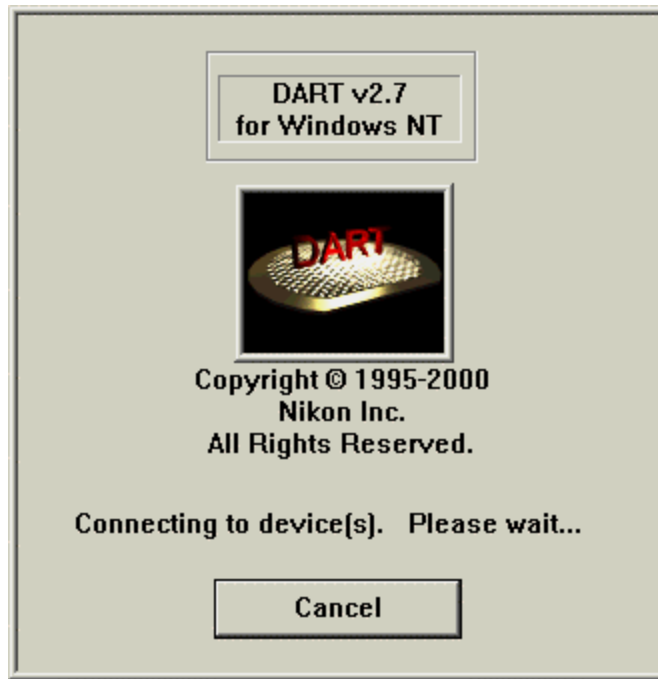 DART v2.7
for Windows NT
DART
Copyright © 1995-2000
Nikon Inc.
All Rights Reserved.
Connecting to device(s).   Please wait...
Cancel